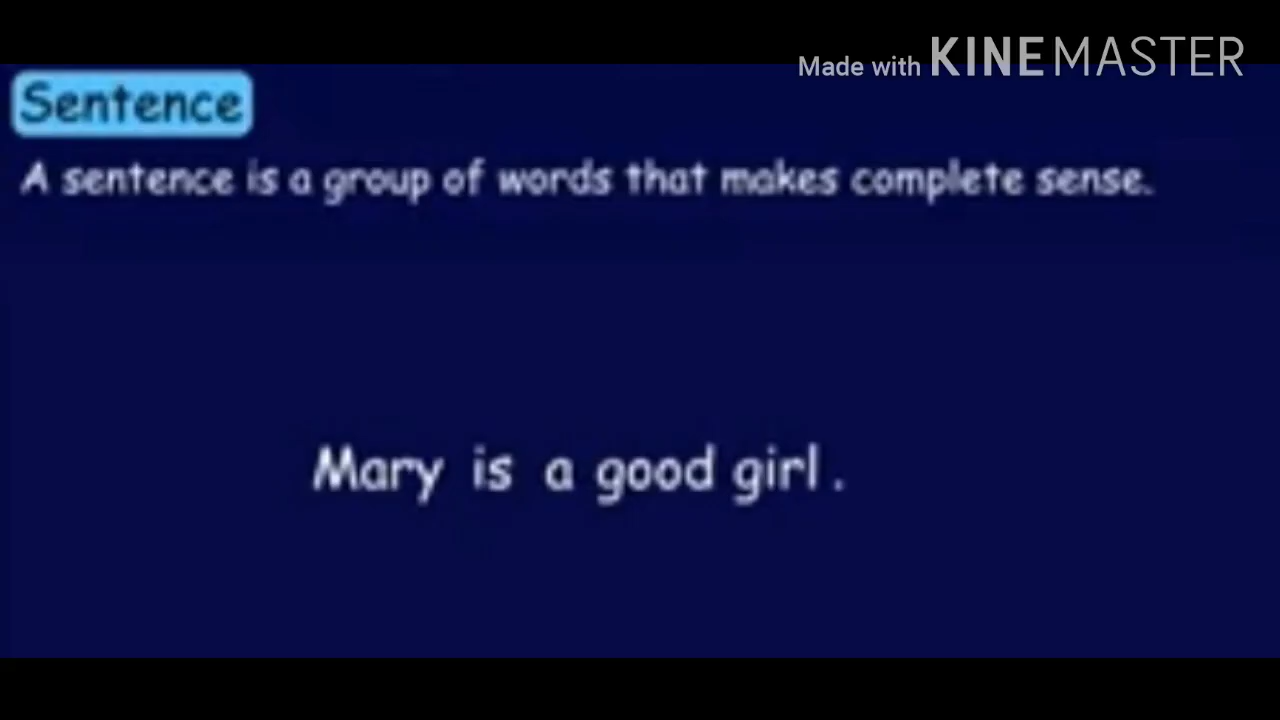 Made with KINEMASTER
Sentence
A sentence is a group of words that makes complete sense.
Mary is a good girl .